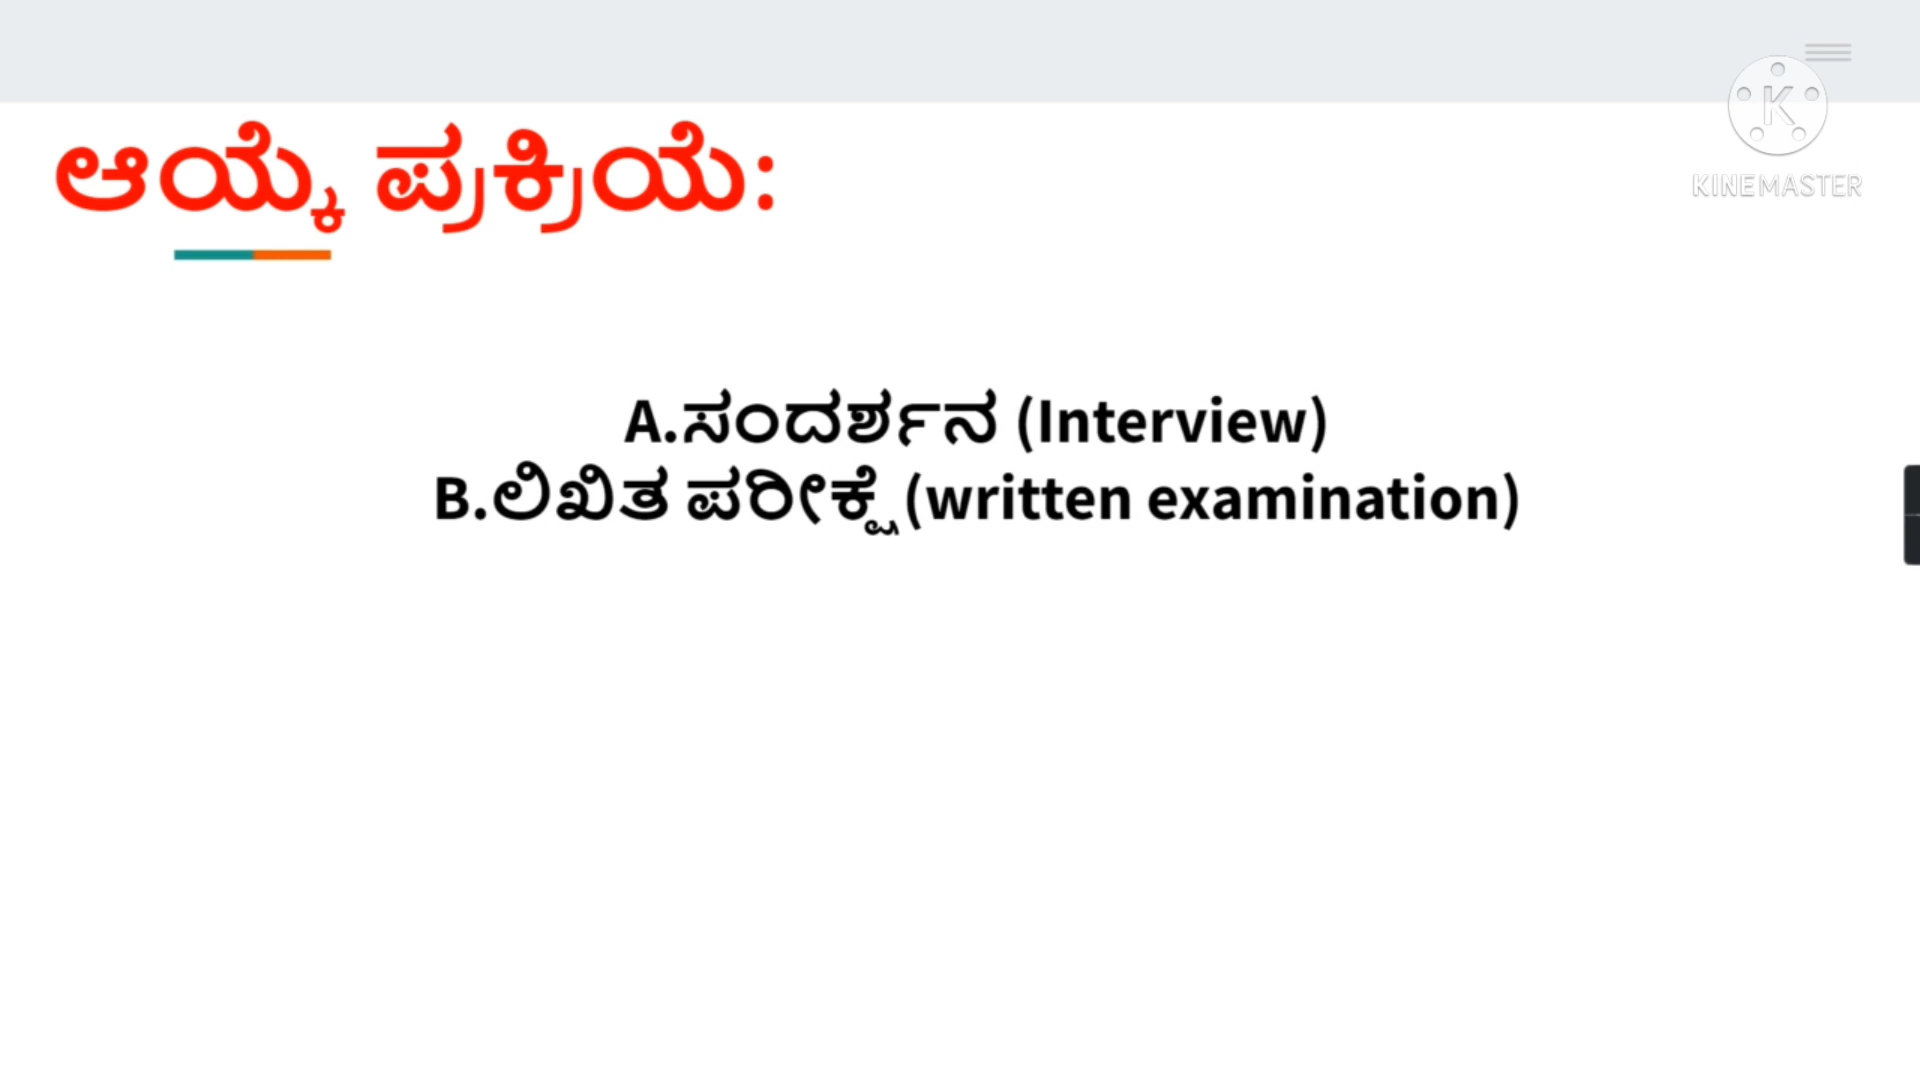 ಆಯ್ಕೆ ಪ್ರಕ್ರಿಯೆ:
KINEMASTER
A.ಸಂದರ್ಶನ (Interview)
B.ಲಿಖಿತ ಪರೀಕ್ಷೆ (written examination)